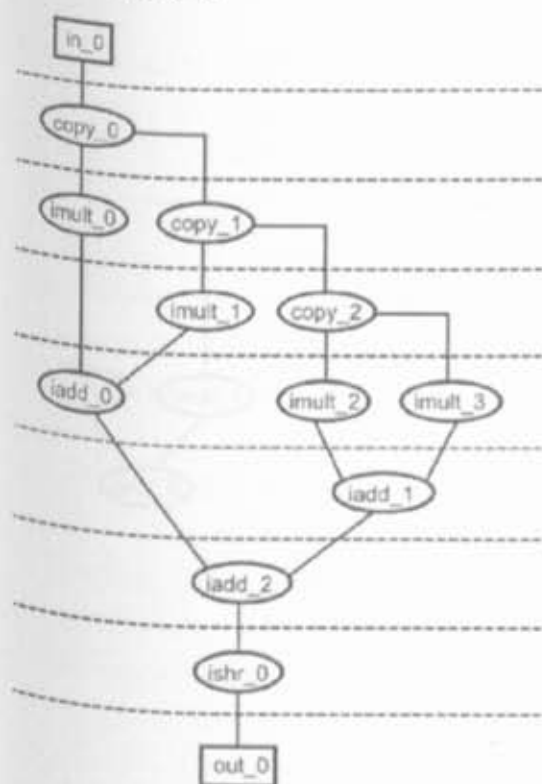 in_0
copy_0
imult_0
copy_1
imult_1
copy_2
iadd_0
imult_2
imult_3
iadd_1
iadd_2
ishr_0
out_0